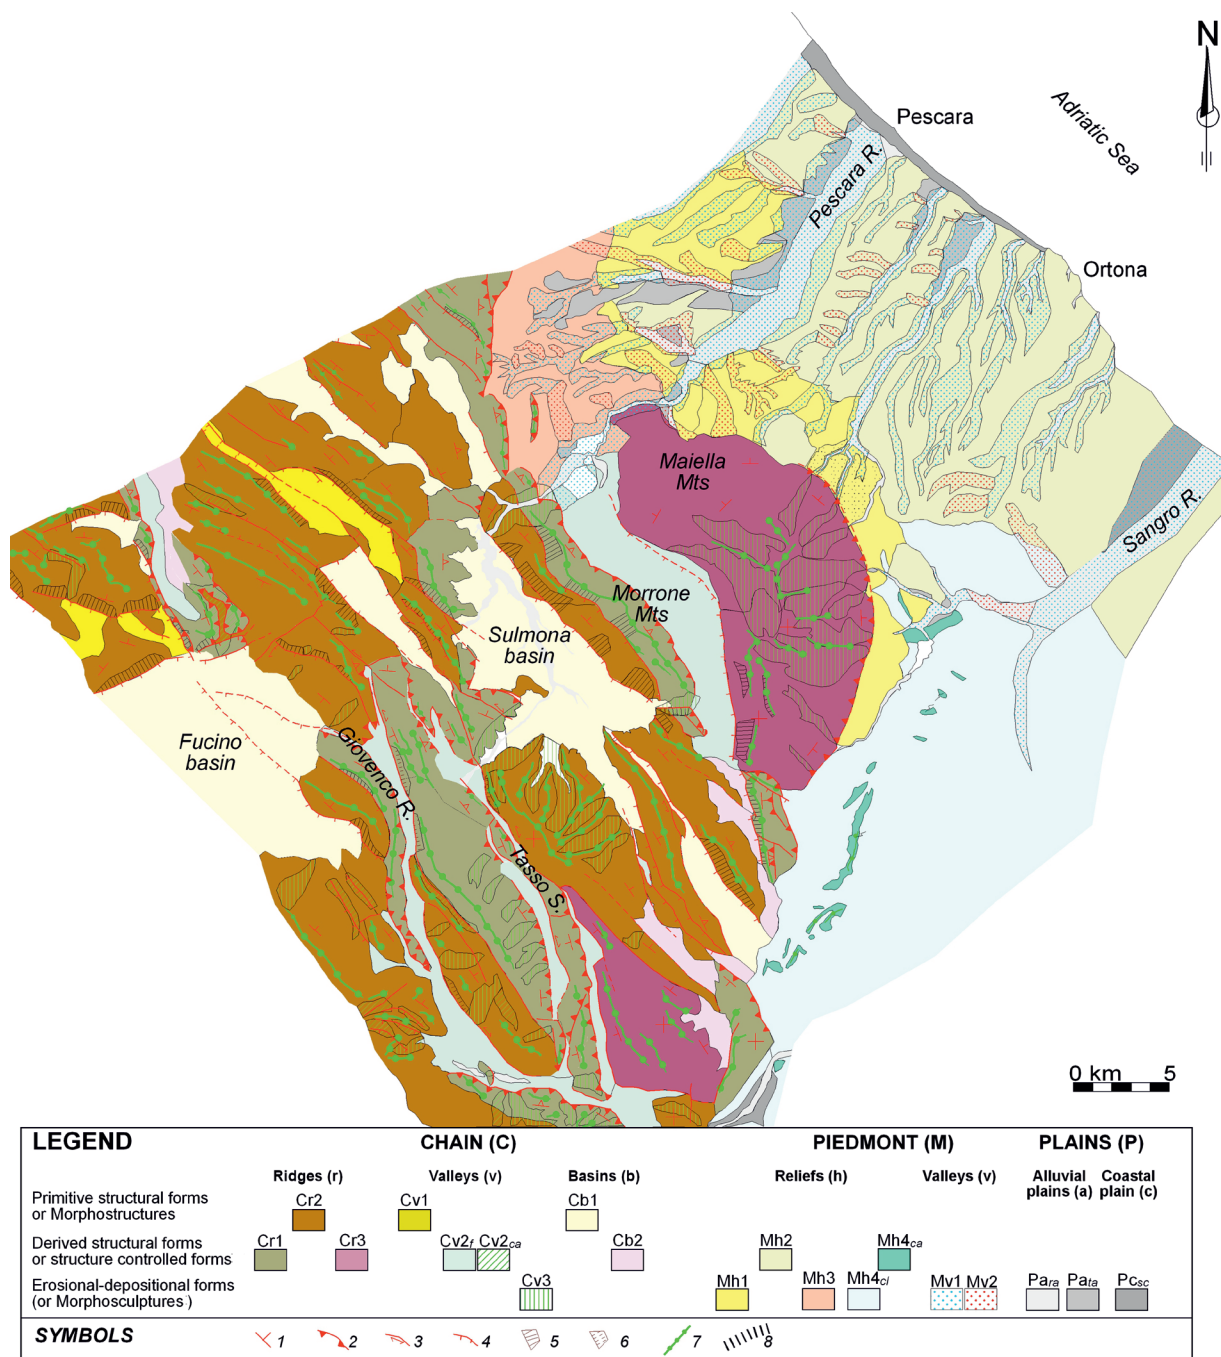 N
Pescara
Adriatic Sea
Pescara R.
Ortona
Maiella
Mts
Sangro R.
Morrone
Mts
Sulmona
basin
Fucino
basin
Giovenco R.
Tasso S.
0 km 5
LEGEND CHAIN (C) PIEDMONT (M) PLAINS (P)
Ridges (r) Valleys (v) Basins (b) Reliefs (h) Valleys (v) Alluvial plains (a) Coastal plain (c)
Primitive structural forms
or Morphostructures
Cr2 Cv1 Cb1
Derived structural forms
or structure controlled forms
Cr1 Cr3 Cv2f Cv2ca Cb2 Mh2 Mh4ca
Erosional-depositional forms
(or Morphosculptures)
Cv3 Mh1 Mh3 Mh4cl Mv1 Mv2 Para Pata Pcsc
SYMBOLS 1 2 3 4 5 6 7 8